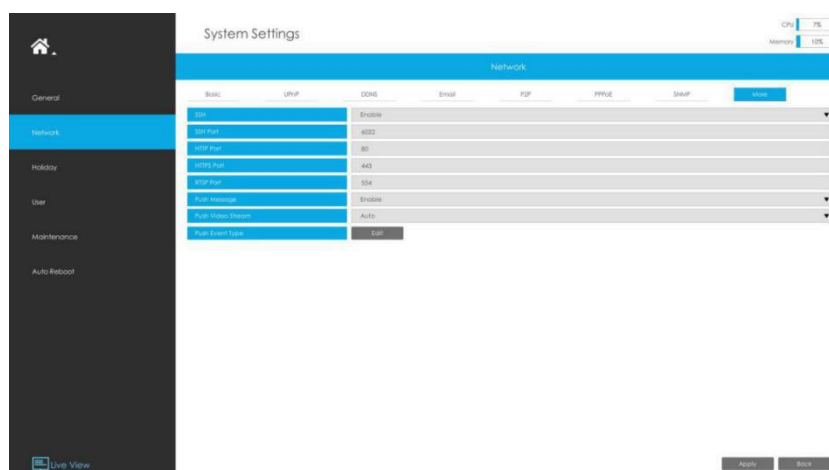 System Settings
CPU 7%
Memory 10%
Network
General
Network
Holiday
User
Maintenance
Auto Reboot
Live View
Basic UPnP DDNS Email P2P PPPoE SNMP More
SSH Enable
SSH Port 6022
HTTP Port 80
HTTPS Port 443
RTSP Port 554
Push Message Enable
Push Video Stream Auto
Push Event Type Edit
Apply Back